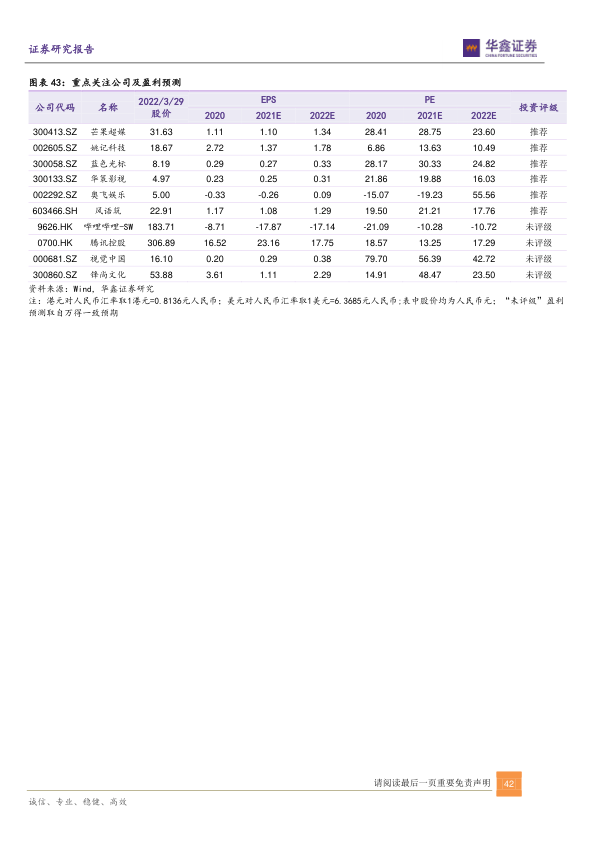 证券研究报告
华鑫证券
CHINA FORTUNE SECURITIES
图表 43：重点关注公司及盈利预测
公司代码 名称 2022/3/29 股价 EPS PE 投资评级
2020 2021E 2022E 2020 2021E 2022E
300413.SZ 芒果超媒 31.63 1.11 1.10 1.34 28.41 28.75 23.60 推荐
002605.SZ 姚记科技 18.67 2.72 1.37 1.78 6.86 13.63 10.49 推荐
300058.SZ 蓝色光标 8.19 0.29 0.27 0.33 28.17 30.33 24.82 推荐
300133.SZ 华策影视 4.97 0.23 0.25 0.31 21.86 19.88 16.03 推荐
002292.SZ 奥飞娱乐 5.00 -0.33 -0.26 0.09 -15.07 -19.23 55.56 推荐
603466.SH 风语筑 22.91 1.17 1.08 1.29 19.50 21.21 17.76 推荐
9626.HK 哔哩哔哩-SW 183.71 -8.71 -17.87 -17.14 -21.09 -10.28 -10.72 未评级
0700.HK 腾讯控股 306.89 16.52 23.16 17.75 18.57 13.25 17.29 未评级
000681.SZ 视觉中国 16.10 0.20 0.29 0.38 79.70 56.39 42.72 未评级
300860.SZ 锋尚文化 53.88 3.61 1.11 2.29 14.91 48.47 23.50 未评级
资料来源：Wind，华鑫证券研究
注：港元对人民币汇率取1港元=0.8136元人民币；美元对人民币汇率取1美元=6.3685元人民币;表中股价均为人民币元；“未评级”盈利
预测取自万得一致预期
请阅读最后一页重要免责声明 42
诚信、专业、稳健、高效